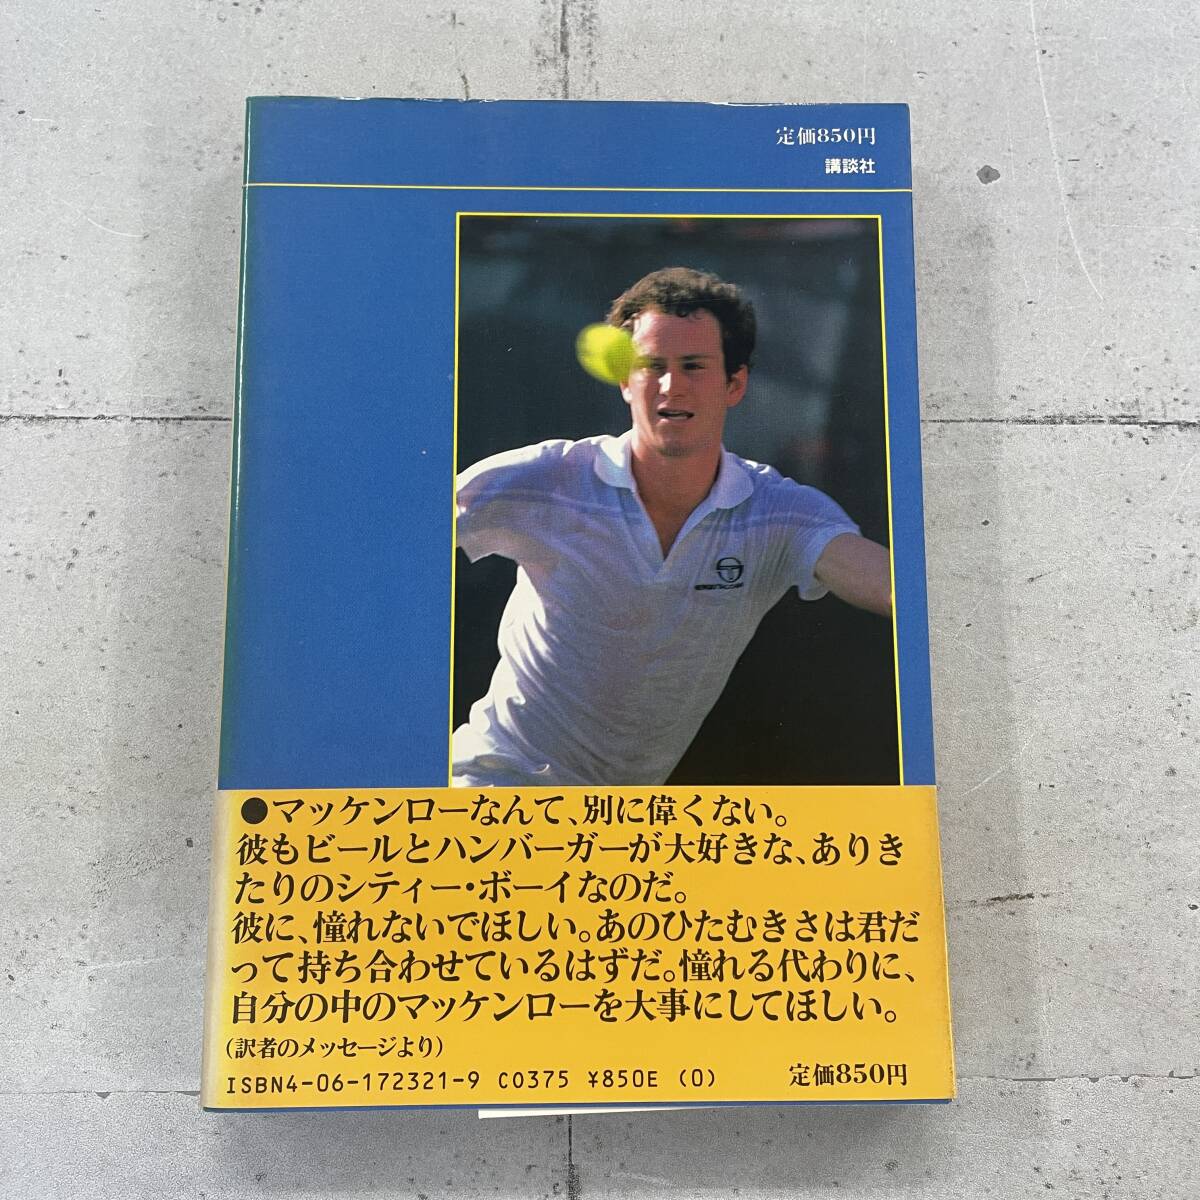 定価850円
講談社
SERGIO TACCHINI
●マッケンローなんて、別に偉くない。
彼もビールとハンバーガーが大好きな、ありき
たりのシティー・ボーイなのだ。
彼に、憧れないでほしい。あのひたむきさは君だ
って持ち合わせているはずだ。憧れる代わりに、
自分の中のマッケンローを大事にしてほしい。
（訳者のメッセージより）
ISBN4-06-172321-9 C0375 ¥850E (0)
定価850円